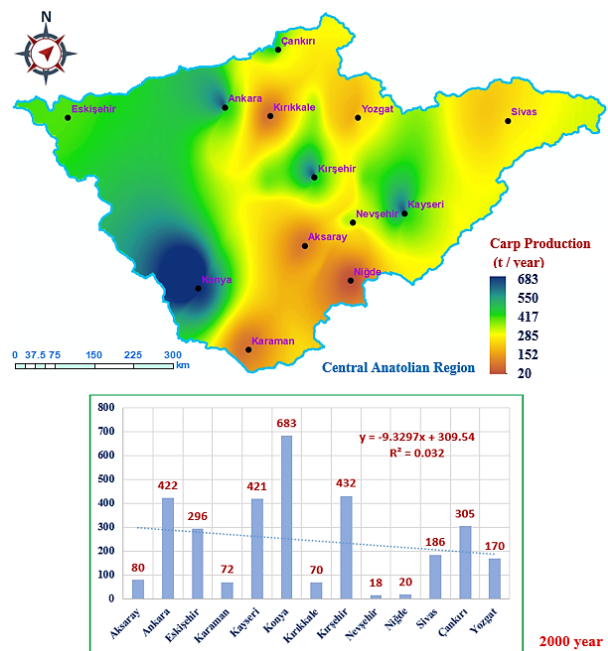 N
Çankırı
Eskişehir
Ankara
Kırıkkale
Yozgat
Sivas
Kırşehir
Kayseri
Nevşehir
Aksaray
Niğde
Konya
Karaman
Carp Production
(t / year)
683
550
417
285
152
20
0 37.5 75 150 225 300
km
Central Anatolian Region
800
700
600
500
400
300
200
100
0
y = -9.3297x + 309.54
R² = 0.032
80
422
296
72
421
683
70
432
18
20
186
305
170
Aksaray
Ankara
Eskişehir
Karaman
Kayseri
Konya
Kırıkkale
Kırşehir
Nevşehir
Niğde
Sivas
Çankırı
Yozgat
2000 year